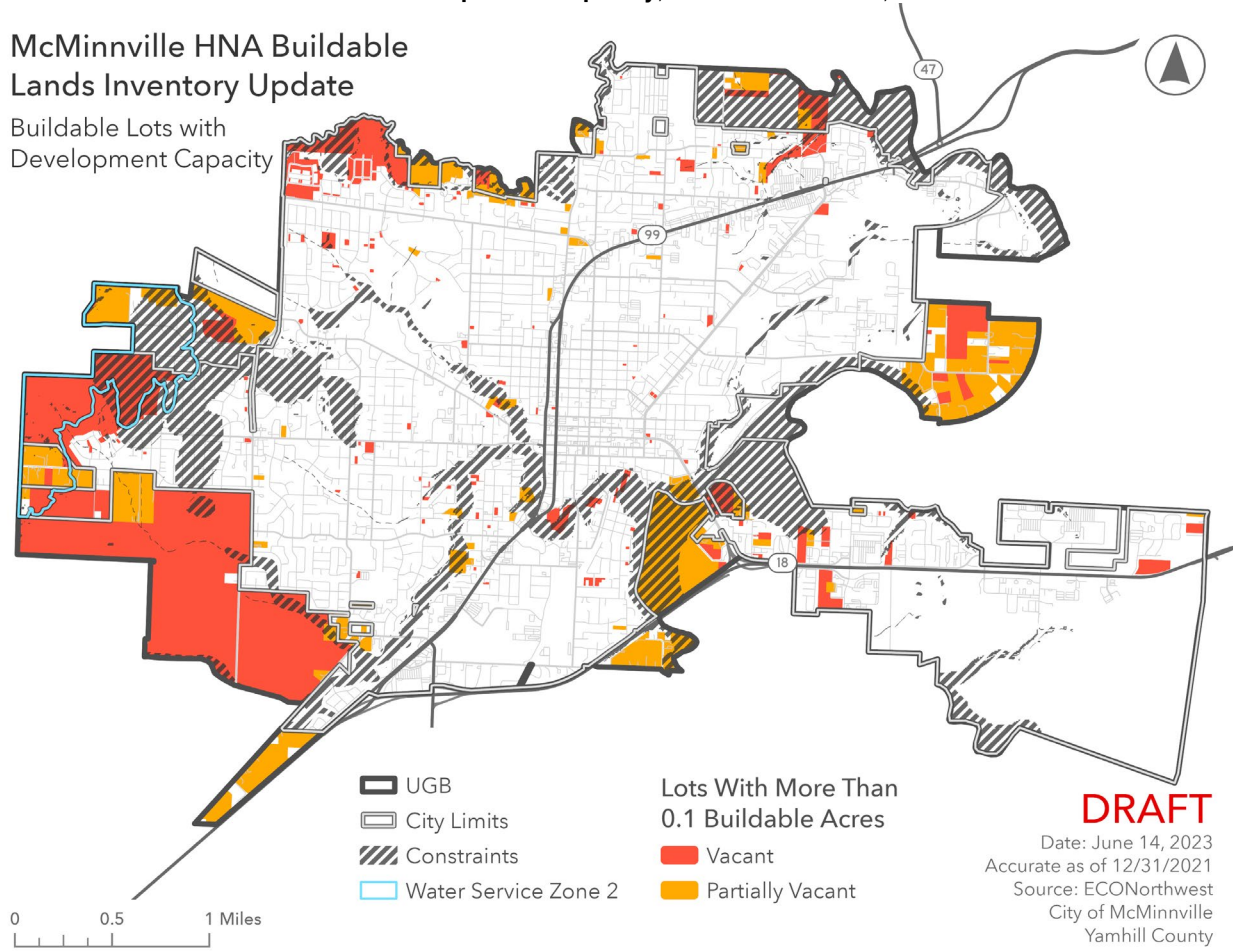 McMinnville HNA Buildable
Lands Inventory Update
Buildable Lots with
Development Capacity
47
99
18
UGB
City Limits
Constraints
Water Service Zone 2
Lots With More Than
0.1 Buildable Acres
Vacant
Partially Vacant
DRAFT
Date: June 14, 2023
Accurate as of 12/31/2021
Source: ECONorthwest
City of McMinnville
Yamhill County
0 0.5 1 Miles